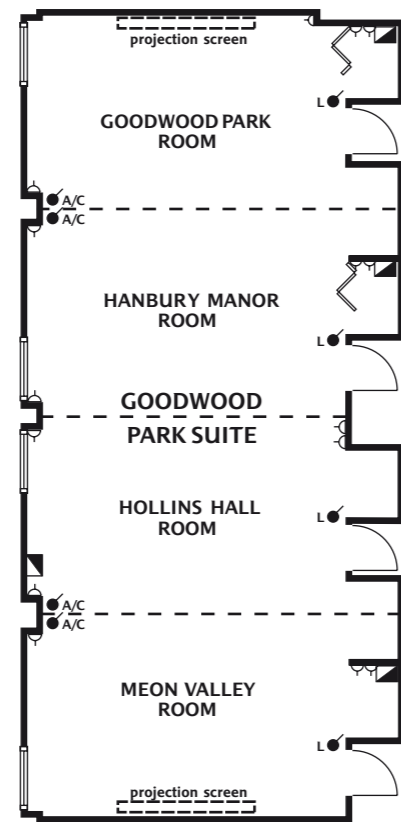 projection screen
L
GOODWOOD PARK
ROOM
A/C
A/C
HANBURY MANOR
ROOM
L
GOODWOOD
PARK SUITE
HOLLINS HALL
ROOM
L
A/C
A/C
MEON VALLEY
ROOM
L
projection screen